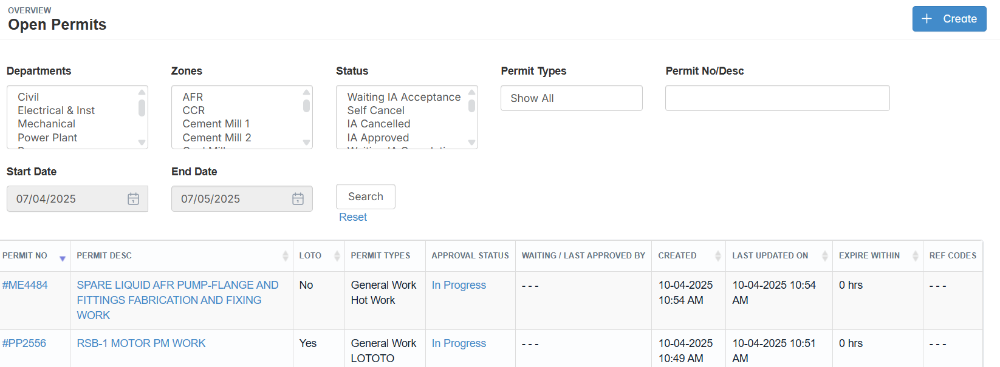 OVERVIEW
Open Permits
Create
Departments
Zones
Status
Permit Types
Permit No/Desc
Civil
Electrical & Inst
Mechanical
Power Plant
AFR
CCR
Cement Mill 1
Cement Mill 2
Waiting IA Acceptance
Self Cancel
IA Cancelled
IA Approved
Show All
Start Date
End Date
07/04/2025
07/05/2025
Search
Reset
PERMIT NO
PERMIT DESC
LOTO
PERMIT TYPES
APPROVAL STATUS
WAITING / LAST APPROVED BY
CREATED
LAST UPDATED ON
EXPIRE WITHIN
REF CODES
#ME4484
SPARE LIQUID AFR PUMP-FLANGE AND
FITTINGS FABRICATION AND FIXING
WORK
No
General Work
Hot Work
In Progress
- - -
10-04-2025
10:54 AM
10-04-2025 10:54
AM
0 hrs
- - -
#PP2556
RSB-1 MOTOR PM WORK
Yes
General Work
LOTOTO
In Progress
- - -
10-04-2025
10:49 AM
10-04-2025 10:51
AM
0 hrs
- - -